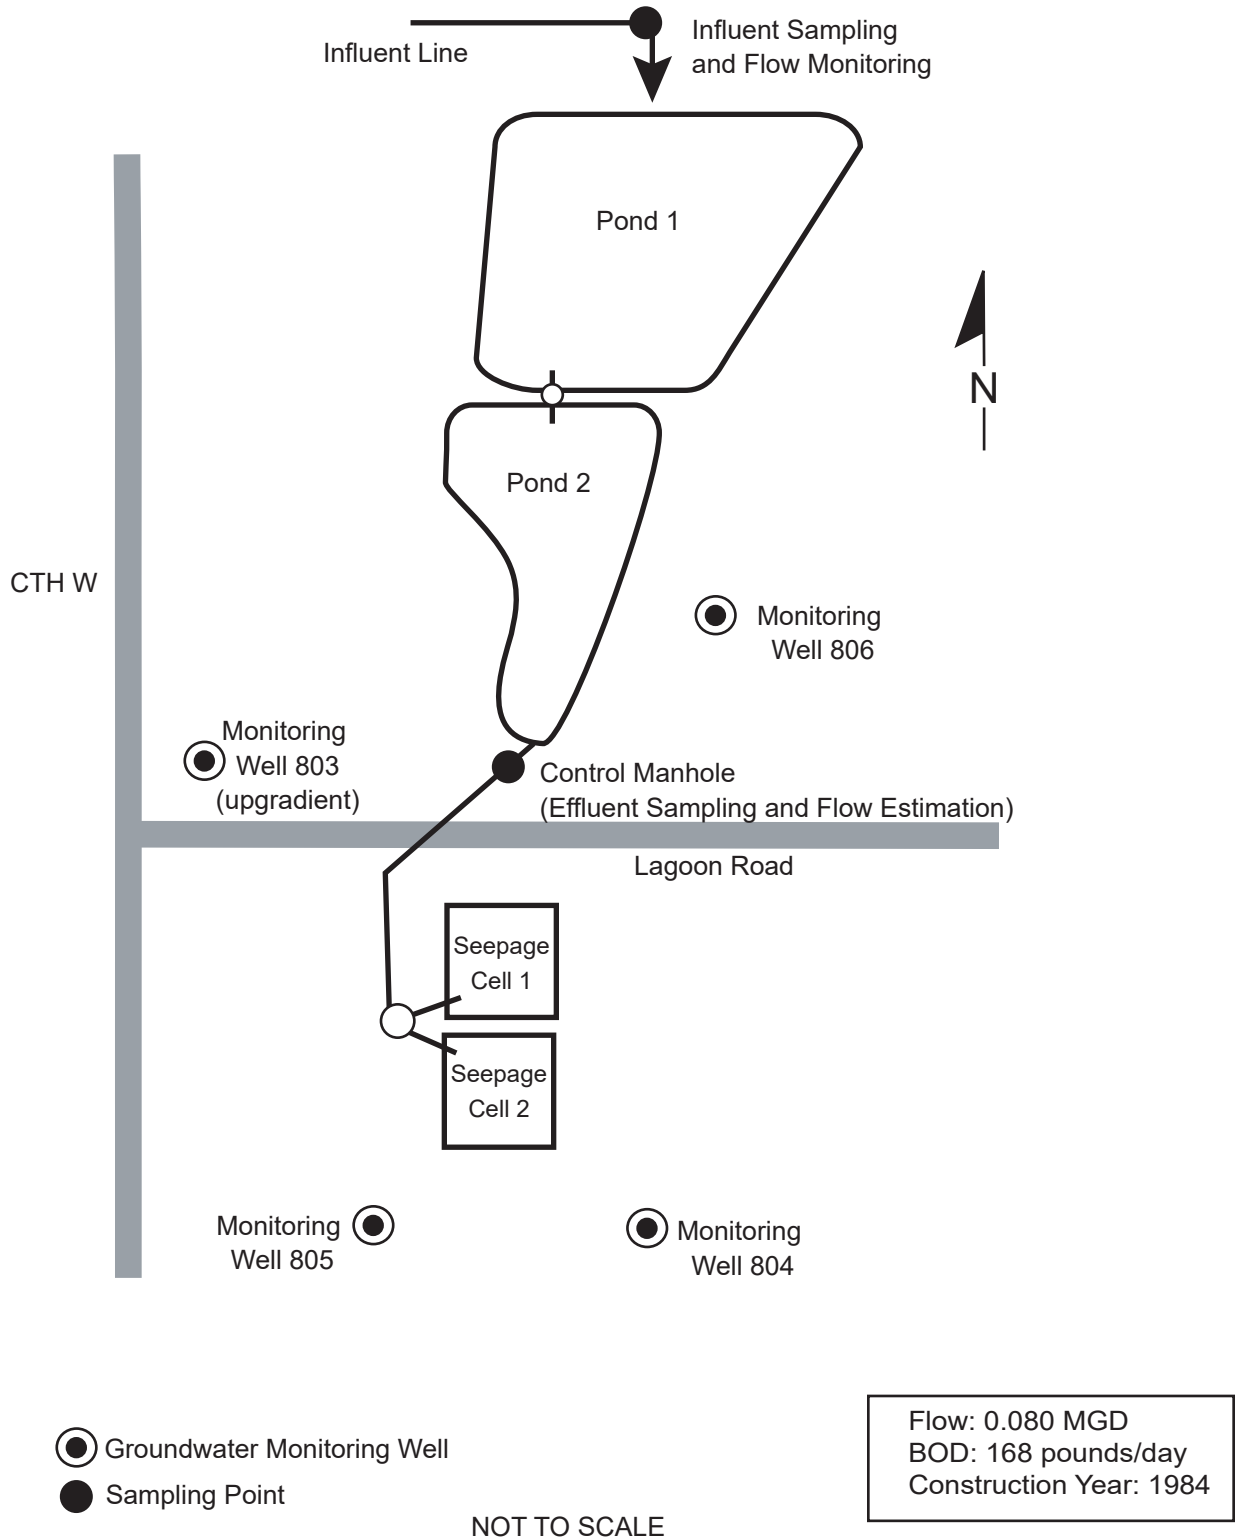 Influent Line
Influent Sampling
and Flow Monitoring
Pond 1
N
Pond 2
CTH W
Monitoring
Well 806
Monitoring
Well 803
(upgradient)
Control Manhole
(Effluent Sampling and Flow Estimation)
Lagoon Road
Seepage
Cell 1
Seepage
Cell 2
Monitoring
Well 805
Monitoring
Well 804
Groundwater Monitoring Well
Sampling Point
NOT TO SCALE
Flow: 0.080 MGD
BOD: 168 pounds/day
Construction Year: 1984